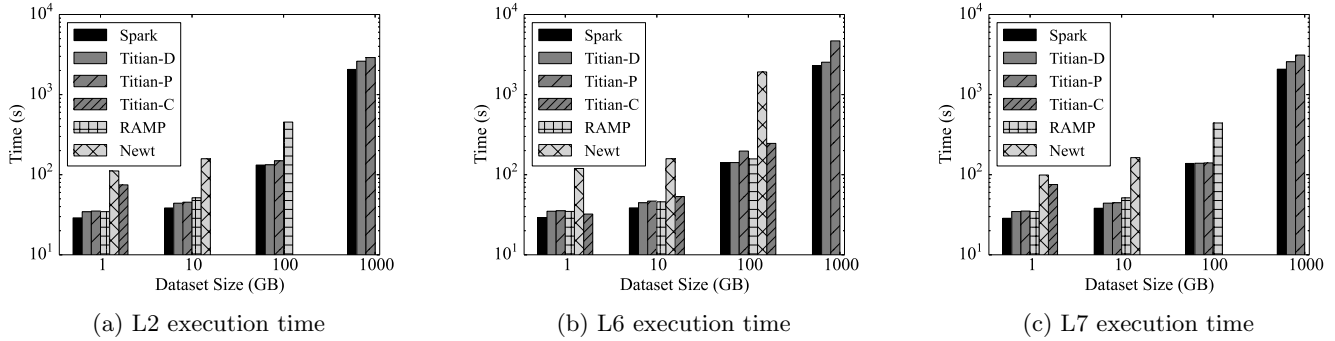 10⁴
10³
10²
10¹
Time (s)
Spark
Titian-D
Titian-P
Titian-C
RAMP
Newt
1 10 100 1000
Dataset Size (GB)
(a) L2 execution time
10⁴
10³
10²
10¹
Time (s)
Spark
Titian-D
Titian-P
Titian-C
RAMP
Newt
1 10 100 1000
Dataset Size (GB)
(b) L6 execution time
10⁴
10³
10²
10¹
Time (s)
Spark
Titian-D
Titian-P
Titian-C
RAMP
Newt
1 10 100 1000
Dataset Size (GB)
(c) L7 execution time